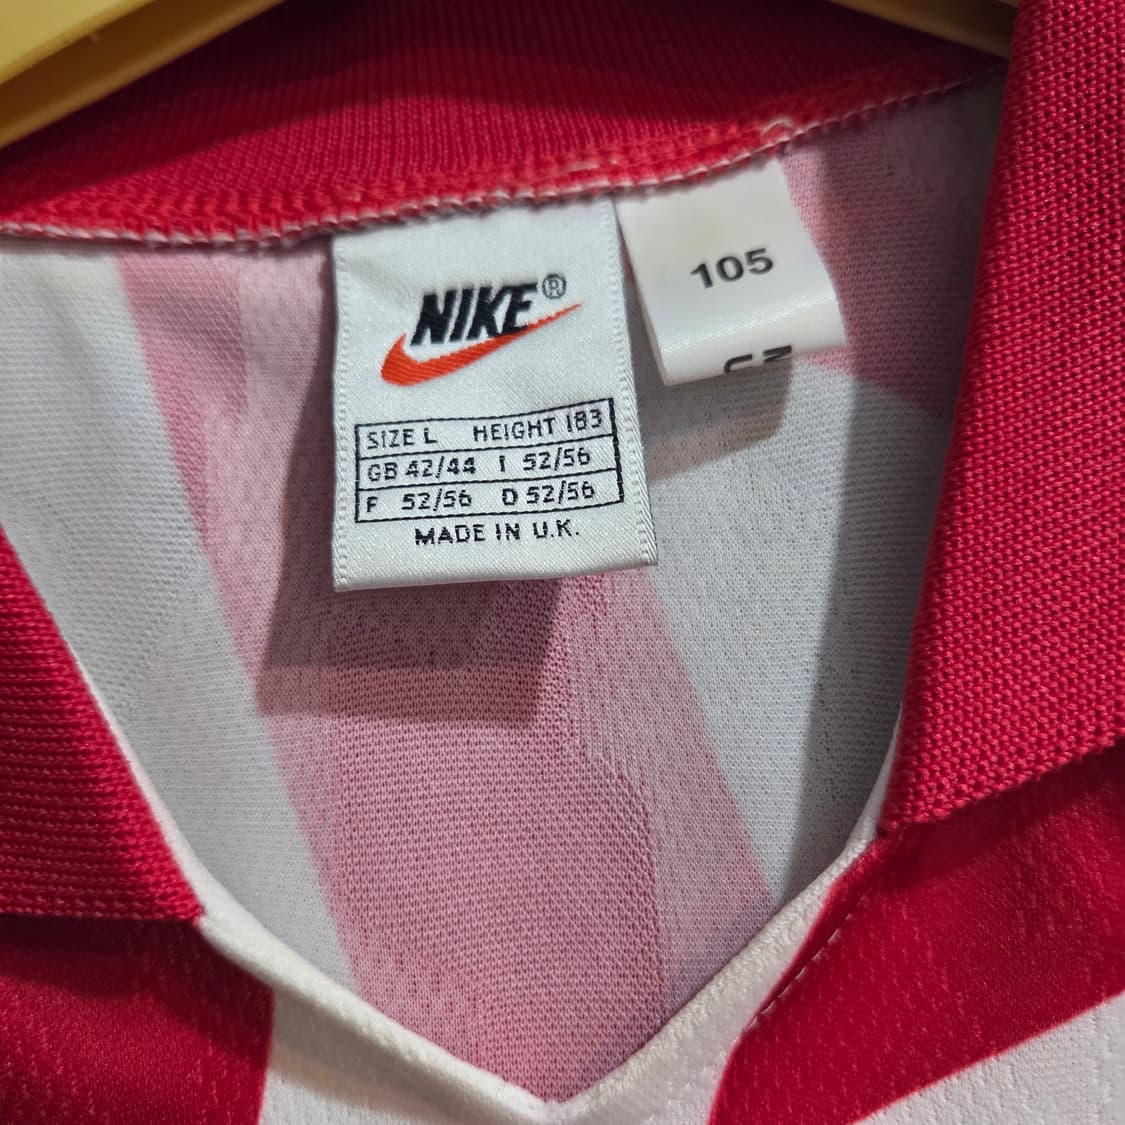 NIKE®
SIZE L HEIGHT 183
GB 42/44 I 52/56
F 52/56 D 52/56
MADE IN U.K.
105